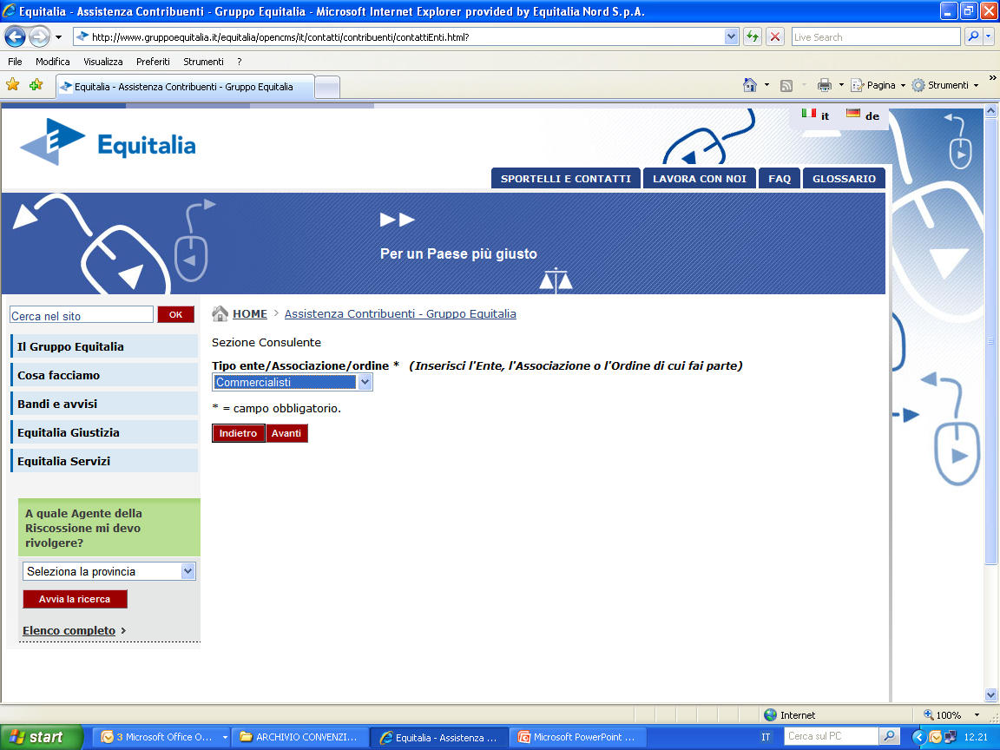 Equitalia - Assistenza Contribuenti - Gruppo Equitalia - Microsoft Internet Explorer provided by Equitalia Nord S.p.A.
http://www.gruppoequitalia.it/equitalia/opencms/it/contatti/contribuenti/contattiEnti.html?
Live Search
File Modifica Visualizza Preferiti Strumenti ?
Equitalia - Assistenza Contribuenti - Gruppo Equitalia
Pagina Strumenti »
it de
Equitalia
SPORTELLI E CONTATTI LAVORA CON NOI FAQ GLOSSARIO
Per un Paese più giusto
Cerca nel sito OK
HOME > Assistenza Contribuenti - Gruppo Equitalia
Il Gruppo Equitalia
Cosa facciamo
Bandi e avvisi
Equitalia Giustizia
Equitalia Servizi
Sezione Consulente
Tipo ente/Associazione/ordine * (Inserisci l'Ente, l'Associazione o l'Ordine di cui fai parte)
Commercialisti
* = campo obbligatorio.
Indietro Avanti
A quale Agente della
Riscossione mi devo
rivolgere?
Seleziona la provincia
Avvia la ricerca
Elenco completo >
Internet 100%
start 3 Microsoft Office O... ARCHIVIO CONVENZI... Equitalia - Assistenza ... Microsoft PowerPoint ... IT Cerca sul PC 12.21